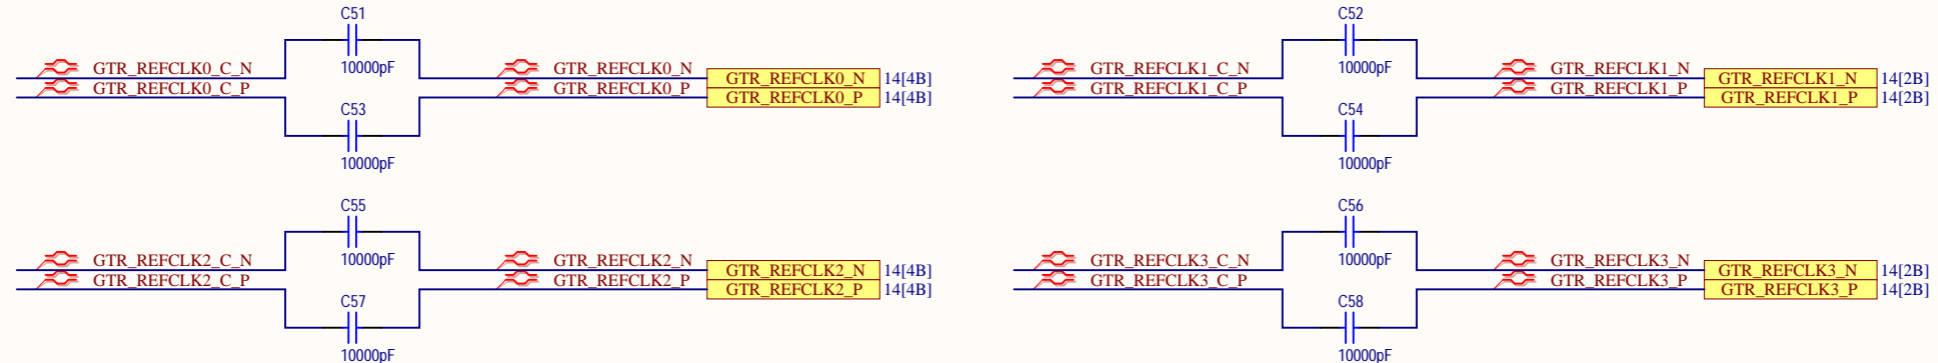 C51
C52
10000pF
10000pF
GTR_REFCLK0_C_N
GTR_REFCLK0_N
GTR_REFCLK0_N
14[4B]
GTR_REFCLK1_C_N
GTR_REFCLK1_N
GTR_REFCLK1_N
14[2B]
GTR_REFCLK0_C_P
GTR_REFCLK0_P
GTR_REFCLK0_P
14[4B]
GTR_REFCLK1_C_P
GTR_REFCLK1_P
GTR_REFCLK1_P
14[2B]
C53
C54
10000pF
10000pF
C55
C56
10000pF
10000pF
GTR_REFCLK2_C_N
GTR_REFCLK2_N
GTR_REFCLK2_N
14[4B]
GTR_REFCLK3_C_N
GTR_REFCLK3_N
GTR_REFCLK3_N
14[2B]
GTR_REFCLK2_C_P
GTR_REFCLK2_P
GTR_REFCLK2_P
14[4B]
GTR_REFCLK3_C_P
GTR_REFCLK3_P
GTR_REFCLK3_P
14[2B]
C57
C58
10000pF
10000pF